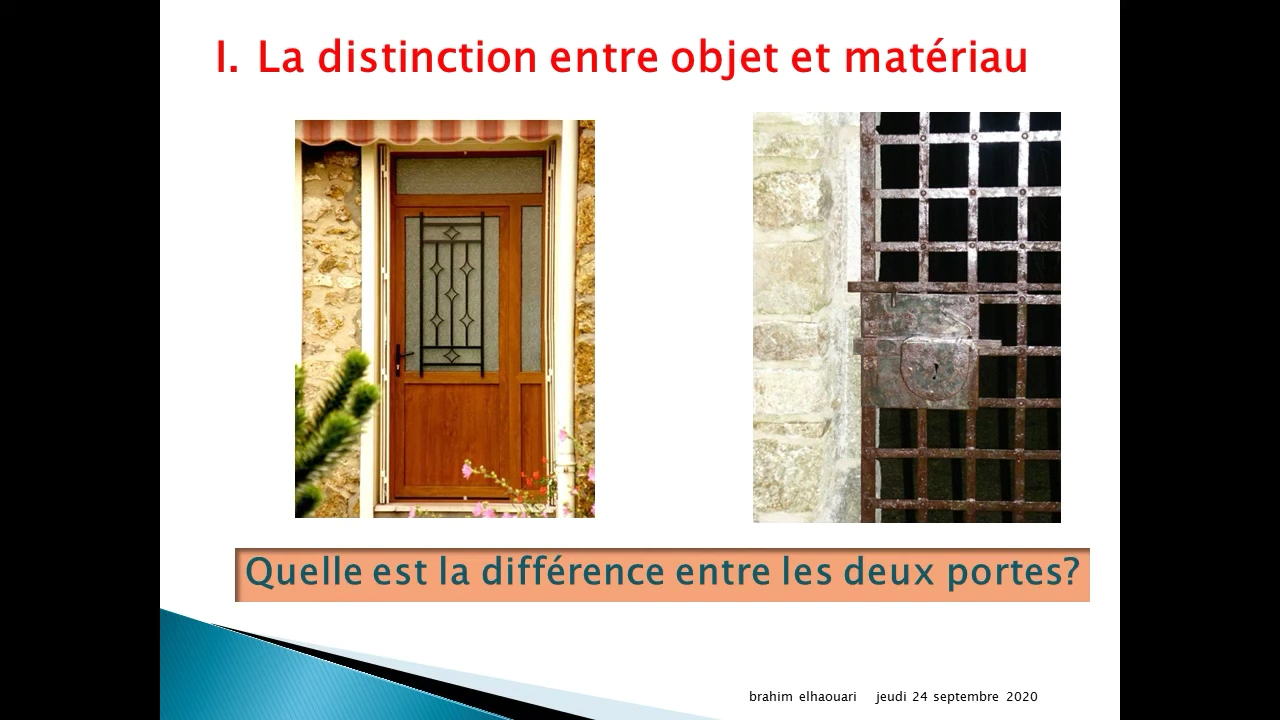 I. La distinction entre objet et matériau
Quelle est la différence entre les deux portes?
brahim elhaouari jeudi 24 septembre 2020